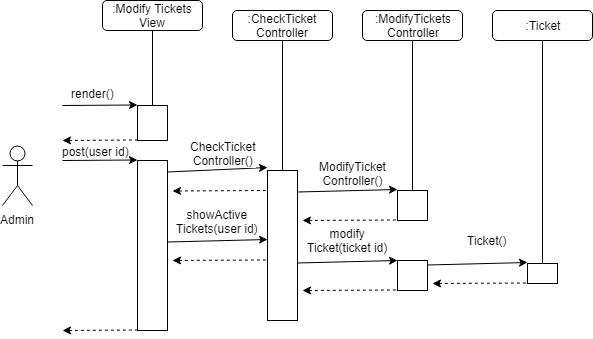 :Modify Tickets
View
:CheckTicket
Controller
:ModifyTickets
Controller
:Ticket
render()
post(user id)
CheckTicket
Controller()
ModifyTicket
Controller()
Admin
showActive
Tickets(user id)
modify
Ticket(ticket id)
Ticket()